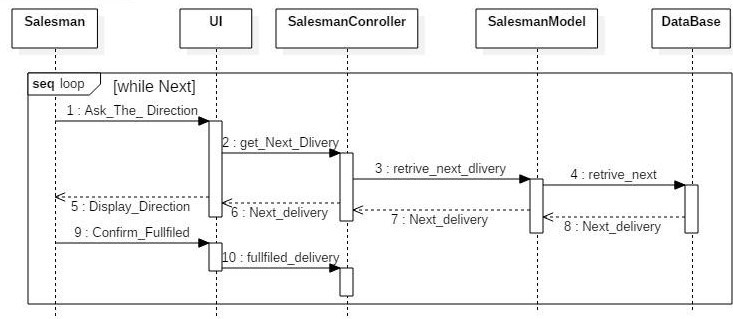 Salesman
UI
SalesmanConroller
SalesmanModel
DataBase
seq loop
[while Next]
1 : Ask_The_ Direction
2 : get_Next_Dlivery
3 : retrive_next_dlivery
4 : retrive_next
5 : Display_Direction
6 : Next_delivery
7 : Next_delivery
8 : Next_delivery
9 : Confirm_Fullfiled
10 : fullfiled_delivery